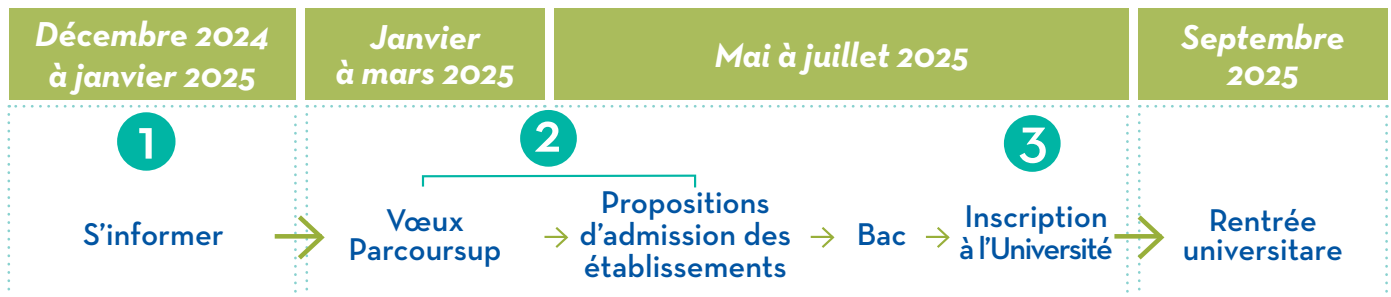 Décembre 2024
à janvier 2025
Janvier
à mars 2025
Mai à juillet 2025
Septembre
2025
1
2
3
S'informer
Vœux
Parcoursup
Propositions
d'admission des
établissements
Bac
Inscription
à l'Université
Rentrée
universitare